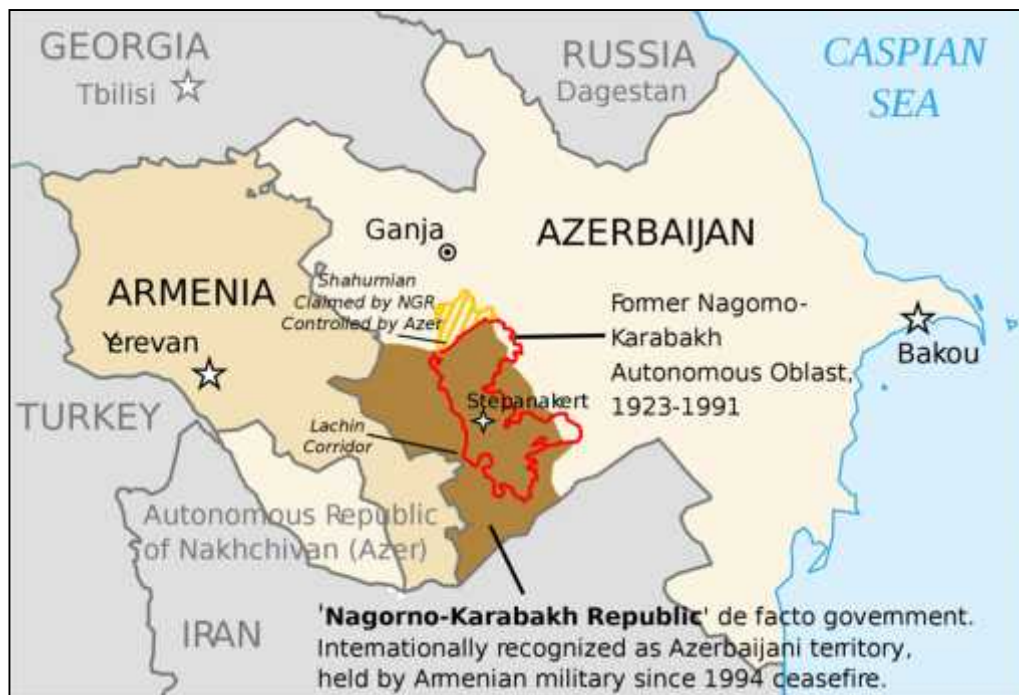 GEORGIA
Tbilisi
RUSSIA
Dagestan
CASPIAN
SEA
Ganja
AZERBAIJAN
ARMENIA
Yerevan
Shahumian
Claimed by NGR
Controlled by Azer
Former Nagorno-
Karabakh
Autonomous Oblast,
1923-1991
Bakou
TURKEY
Stepanakert
Lachin
Corridor
Autonomous Republic
of Nakhchivan (Azer)
IRAN
'Nagorno-Karabakh Republic' de facto government.
Internationally recognized as Azerbaijani territory,
held by Armenian military since 1994 ceasefire.